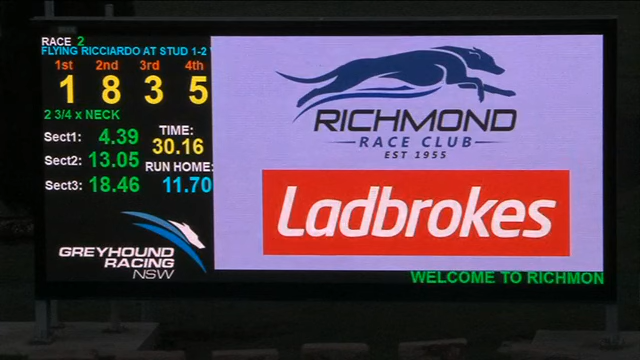 RACE 2
FLYING RICCIARDO AT STUD 1-2
1st 2nd 3rd 4th
1 8 3 5
2 3/4 x NECK
Sect1: 4.39
TIME:
30.16
Sect2: 13.05
RUN HOME:
Sect3: 18.46
11.70
GREYHOUND
RACING
NSW
RICHMOND
RACE CLUB
EST 1955
Ladbrokes
WELCOME TO RICHMON